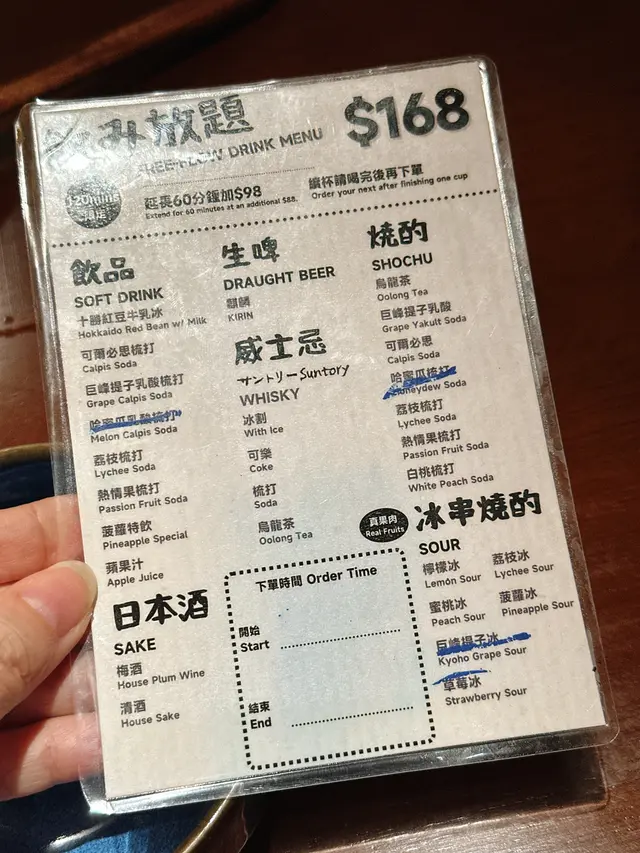 飲み放題
FREE-FLOW DRINK MENU
$168
120mins
限定
延長60分鐘加$98
Extend for 60 minutes at an additional $88.
續杯請喝完後再下單
Order your next after finishing one cup
飲品
SOFT DRINK
十勝紅豆牛乳冰
Hokkaido Red Bean w/ Milk
可爾必思梳打
Calpis Soda
巨峰提子乳酸梳打
Grape Calpis Soda
哈蜜瓜乳酸梳打
Melon Calpis Soda
荔枝梳打
Lychee Soda
熱情果梳打
Passion Fruit Soda
菠蘿特飲
Pineapple Special
蘋果汁
Apple Juice
日本酒
SAKE
梅酒
House Plum Wine
清酒
House Sake
生啤
DRAUGHT BEER
麒麟
KIRIN
威士忌
サントリー Suntory
WHISKY
冰割
With Ice
可樂
Coke
梳打
Soda
烏龍茶
Oolong Tea
下單時間 Order Time
開始
Start
結束
End
燒酌
SHOCHU
烏龍茶
Oolong Tea
巨峰提子乳酸
Grape Yakult Soda
可爾必思
Calpis Soda
哈蜜瓜梳打
Honeydew Soda
荔枝梳打
Lychee Soda
熱情果梳打
Passion Fruit Soda
白桃梳打
White Peach Soda
真果肉
Real Fruits
冰串燒酌
SOUR
檸檬冰
Lemon Sour
荔枝冰
Lychee Sour
蜜桃冰
Peach Sour
菠蘿冰
Pineapple Sour
巨峰提子冰
Kyoho Grape Sour
草莓冰
Strawberry Sour